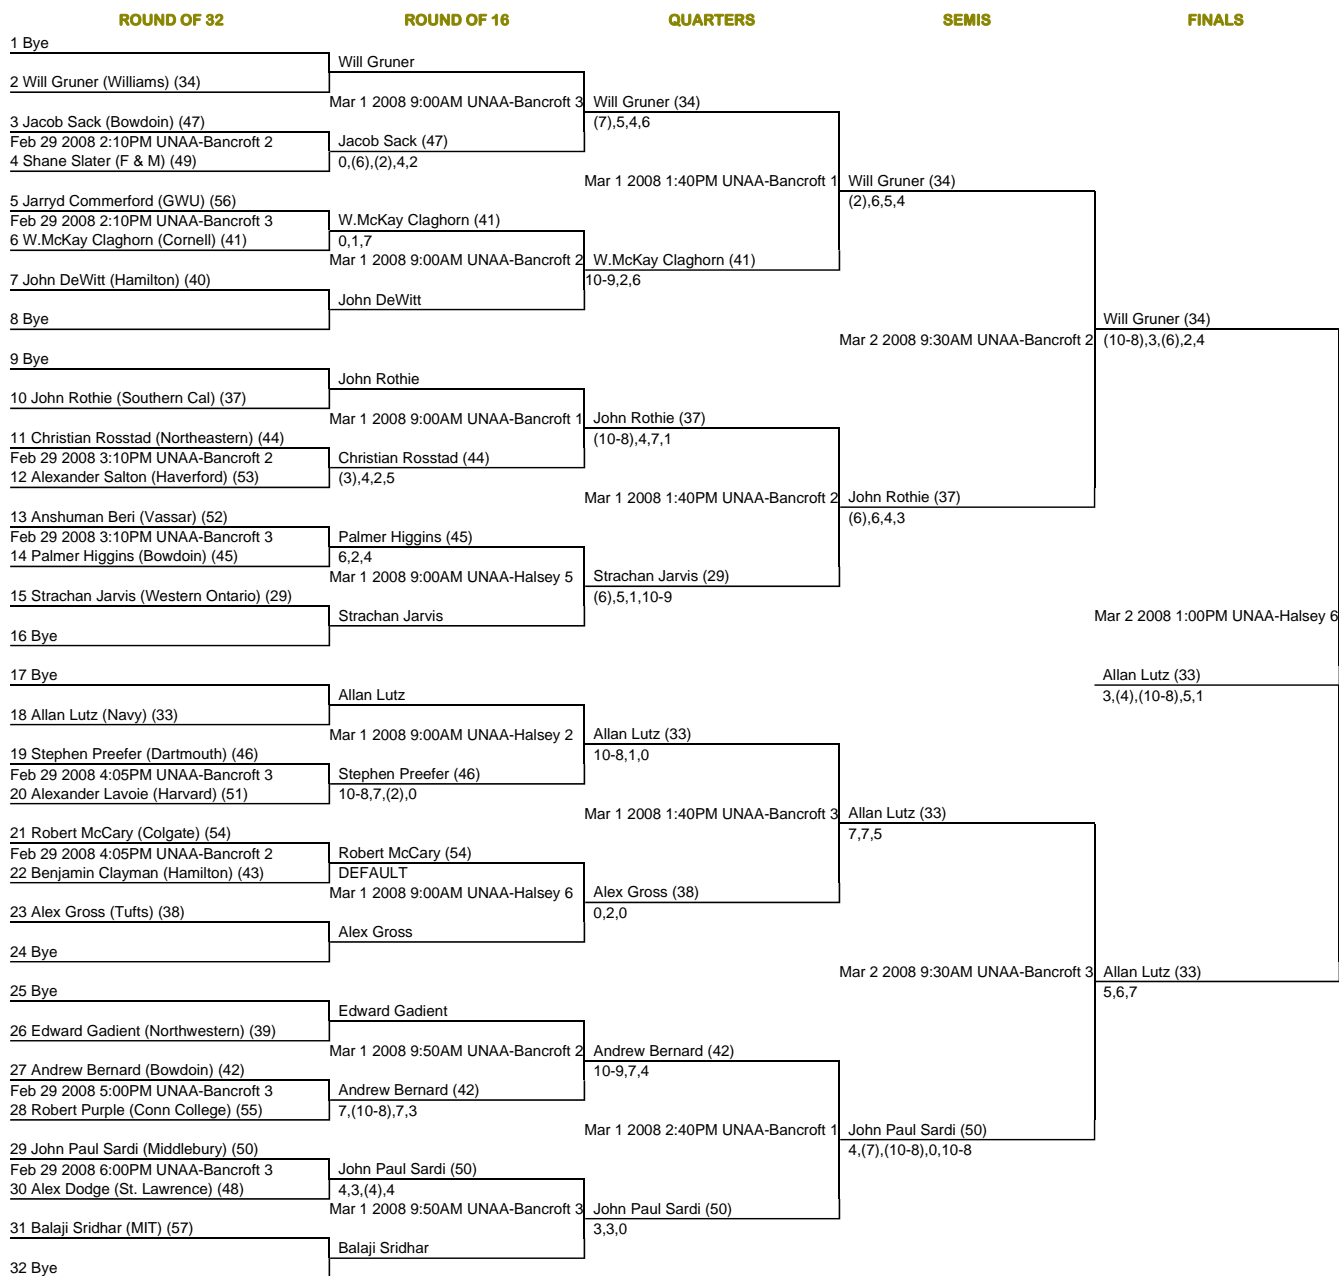 ROUND OF 32
ROUND OF 16
QUARTERS
SEMIS
FINALS
1 Bye
Will Gruner
2 Will Gruner (Williams) (34)
Mar 1 2008 9:00AM UNAA-Bancroft 3
Will Gruner (34)
(7),5,4,6
3 Jacob Sack (Bowdoin) (47)
Feb 29 2008 2:10PM UNAA-Bancroft 2
Jacob Sack (47)
0,(6),(2),4,2
4 Shane Slater (F & M) (49)
Mar 1 2008 1:40PM UNAA-Bancroft 1
Will Gruner (34)
(2),6,5,4
5 Jarryd Commerford (GWU) (56)
Feb 29 2008 2:10PM UNAA-Bancroft 3
W.McKay Claghorn (41)
0,1,7
6 W.McKay Claghorn (Cornell) (41)
Mar 1 2008 9:00AM UNAA-Bancroft 2
W.McKay Claghorn (41)
10-9,2,6
7 John DeWitt (Hamilton) (40)
John DeWitt
8 Bye
Mar 2 2008 9:30AM UNAA-Bancroft 2
Will Gruner (34)
(10-8),3,(6),2,4
9 Bye
John Rothie
10 John Rothie (Southern Cal) (37)
Mar 1 2008 9:00AM UNAA-Bancroft 1
John Rothie (37)
(10-8),4,7,1
11 Christian Rosstad (Northeastern) (44)
Feb 29 2008 3:10PM UNAA-Bancroft 2
Christian Rosstad (44)
(3),4,2,5
12 Alexander Salton (Haverford) (53)
Mar 1 2008 1:40PM UNAA-Bancroft 2
John Rothie (37)
(6),6,4,3
13 Anshuman Beri (Vassar) (52)
Feb 29 2008 3:10PM UNAA-Bancroft 3
Palmer Higgins (45)
6,2,4
14 Palmer Higgins (Bowdoin) (45)
Mar 1 2008 9:00AM UNAA-Halsey 5
Strachan Jarvis (29)
(6),5,1,10-9
15 Strachan Jarvis (Western Ontario) (29)
Strachan Jarvis
16 Bye
Mar 2 2008 1:00PM UNAA-Halsey 6
Allan Lutz (33)
3,(4),(10-8),5,1
17 Bye
Allan Lutz
18 Allan Lutz (Navy) (33)
Mar 1 2008 9:00AM UNAA-Halsey 2
Allan Lutz (33)
10-8,1,0
19 Stephen Preefer (Dartmouth) (46)
Feb 29 2008 4:05PM UNAA-Bancroft 3
Stephen Preefer (46)
10-8,7,(2),0
20 Alexander Lavoie (Harvard) (51)
Mar 1 2008 1:40PM UNAA-Bancroft 3
Allan Lutz (33)
7,7,5
21 Robert McCary (Colgate) (54)
Feb 29 2008 4:05PM UNAA-Bancroft 2
Robert McCary (54)
DEFAULT
22 Benjamin Clayman (Hamilton) (43)
Mar 1 2008 9:00AM UNAA-Halsey 6
Alex Gross (38)
0,2,0
23 Alex Gross (Tufts) (38)
Alex Gross
24 Bye
Mar 2 2008 9:30AM UNAA-Bancroft 3
Allan Lutz (33)
5,6,7
25 Bye
Edward Gadient
26 Edward Gadient (Northwestern) (39)
Mar 1 2008 9:50AM UNAA-Bancroft 2
Andrew Bernard (42)
10-9,7,4
27 Andrew Bernard (Bowdoin) (42)
Feb 29 2008 5:00PM UNAA-Bancroft 3
Andrew Bernard (42)
7,(10-8),7,3
28 Robert Purple (Conn College) (55)
Mar 1 2008 2:40PM UNAA-Bancroft 1
John Paul Sardi (50)
4,(7),(10-8),0,10-8
29 John Paul Sardi (Middlebury) (50)
Feb 29 2008 6:00PM UNAA-Bancroft 3
John Paul Sardi (50)
4,3,(4),4
30 Alex Dodge (St. Lawrence) (48)
Mar 1 2008 9:50AM UNAA-Bancroft 3
John Paul Sardi (50)
3,3,0
31 Balaji Sridhar (MIT) (57)
Balaji Sridhar
32 Bye